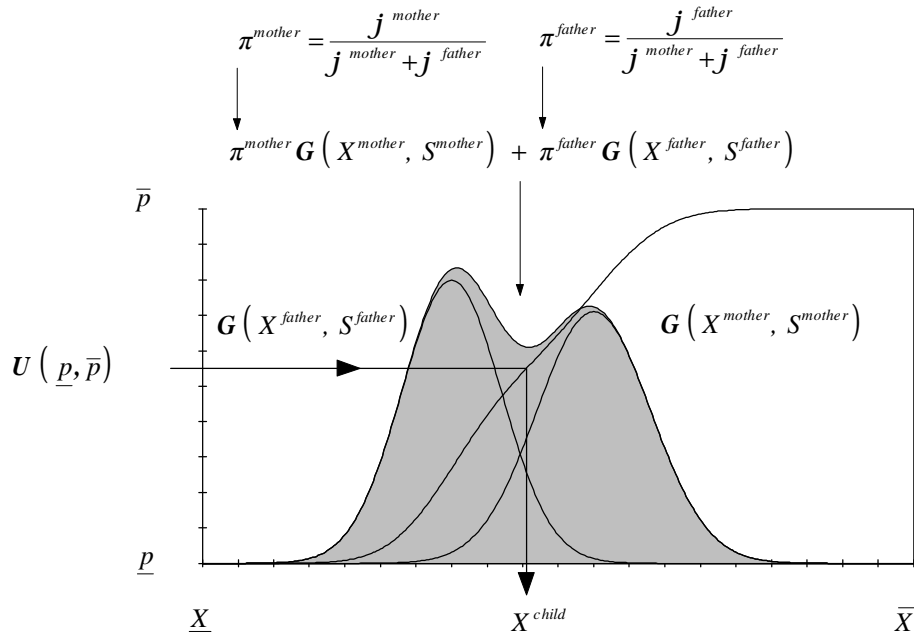 π^mother = j^mother / (j^mother + j^father)
π^father = j^father / (j^mother + j^father)
π^mother G ( X^mother, S^mother ) + π^father G ( X^father, S^father )
p̅
G ( X^father, S^father )
G ( X^mother, S^mother )
U ( p̲, p̅ )
p̲
X̲
X^child
X̅